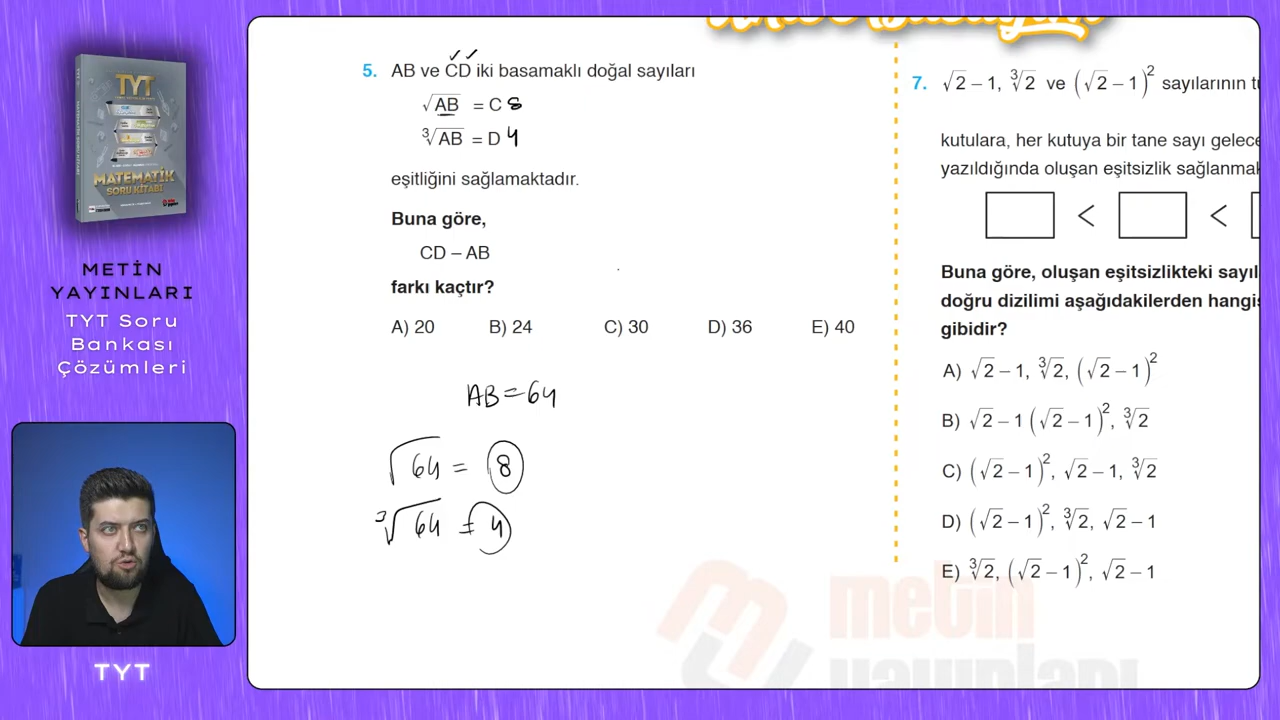 TYT
MATEMATİK
SORU KİTABI
METİN
YAYINLARI
TYT Soru
Bankası
Çözümleri
TYT
5. AB ve CD iki basamaklı doğal sayıları
√AB = C 8
∛AB = D 4
eşitliğini sağlamaktadır.
Buna göre,
CD – AB
farkı kaçtır?
A) 20 B) 24 C) 30 D) 36 E) 40
AB = 64
√64 = 8
∛64 = 4
7. √2 – 1, ∛2 ve (√2 – 1)² sayılarının
kutulara, her kutuya bir tane sayı gelece
yazıldığında oluşan eşitsizlik sağlanma
< <
Buna göre, oluşan eşitsizlikteki sayıl
doğru dizilimi aşağıdakilerden hangis
gibidir?
A) √2 – 1, ∛2, (√2 – 1)²
B) √2 – 1 (√2 – 1)², ∛2
C) (√2 – 1)², √2 – 1, ∛2
D) (√2 – 1)², ∛2, √2 – 1
E) ∛2, (√2 – 1)², √2 – 1
metin
yayınları